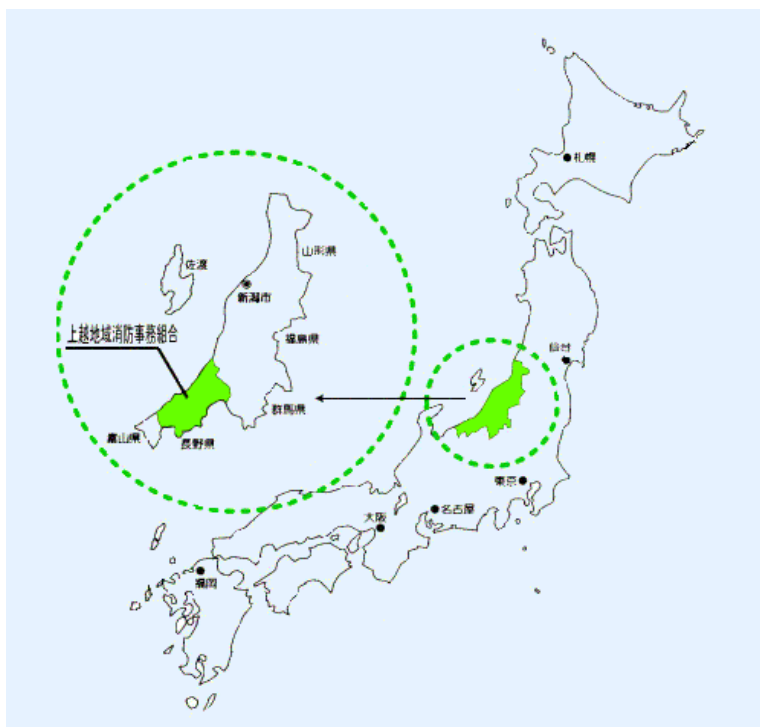 札幌
山形県
佐渡
新潟市
上越地域消防事務組合
福島県
仙台
群馬県
富山県
長野県
東京
名古屋
大阪
福岡